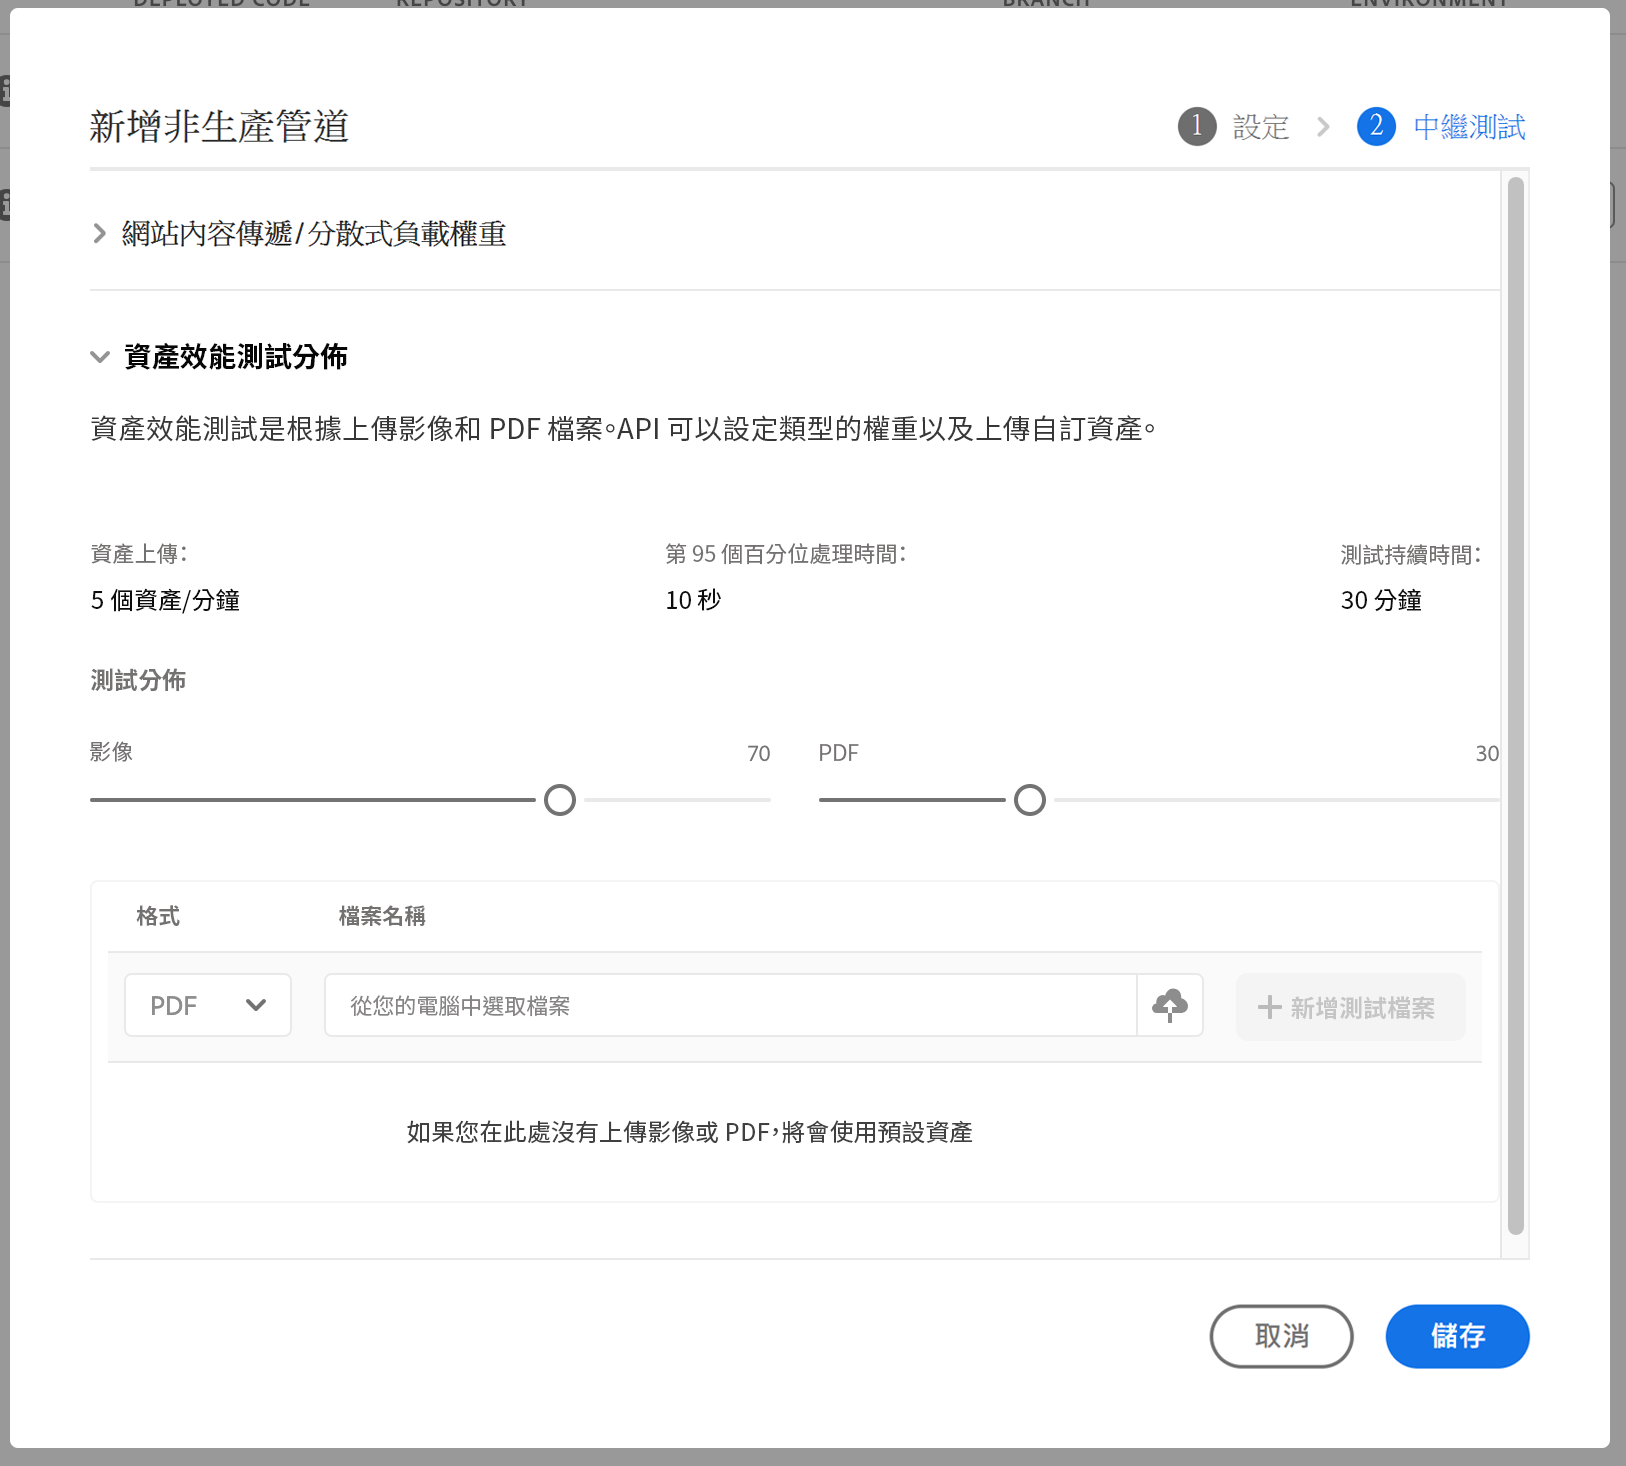 DEPLOYED CODE REPOSITORY BRANCH ENVIRONMENT
新增非生產管道
1 設定 2 中繼測試
網站內容傳遞/分散式負載權重
資產效能測試分佈
資產效能測試是根據上傳影像和 PDF 檔案。API 可以設定類型的權重以及上傳自訂資產。
資產上傳： 第 95 個百分位處理時間： 測試持續時間：
5 個資產/分鐘 10 秒 30 分鐘
測試分佈
影像 70 PDF 30
格式 檔案名稱
PDF 從您的電腦中選取檔案 新增測試檔案
如果您在此處沒有上傳影像或 PDF，將會使用預設資產
取消 儲存